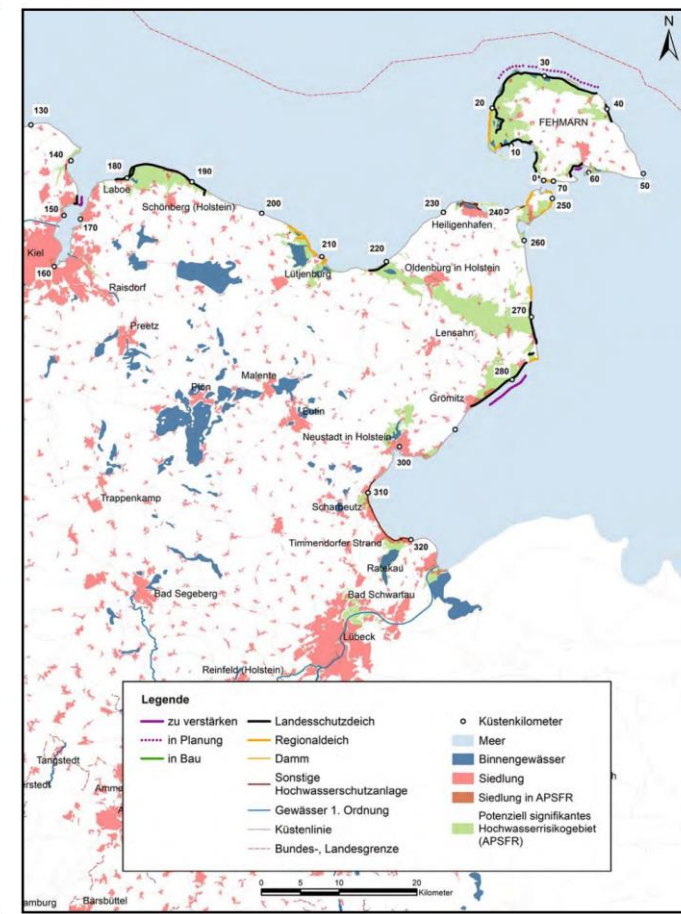 N
130
30
20
40
FEHMARN
140
10
180
190
0
70
60
50
Laboe
Schönberg (Holstein)
200
230
240
250
150
170
Heiligenhafen
Kiel
210
220
260
160
Lütjenburg
Oldenburg in Holstein
Raisdorf
270
Preetz
Lensahn
Malente
280
Plön
Grömitz
Eutin
Neustadt in Holstein
300
310
Trappenkamp
Scharbeutz
Timmendorfer Strand
320
Ratekau
Bad Segeberg
Bad Schwartau
Lübeck
Reinfeld (Holstein)
Legende
zu verstärken
in Planung
in Bau
Landesschutzdeich
Regionaldeich
Damm
Sonstige
Hochwasserschutzanlage
Gewässer 1. Ordnung
Küstenlinie
Bundes-, Landesgrenze
Küstenkilometer
Meer
Binnengewässer
Siedlung
Siedlung in APSFR
Potenziell signifikantes
Hochwasserrisikogebiet
(APSFR)
Tangstedt
Bärsbüttel
0 5 10 20
Kilometer